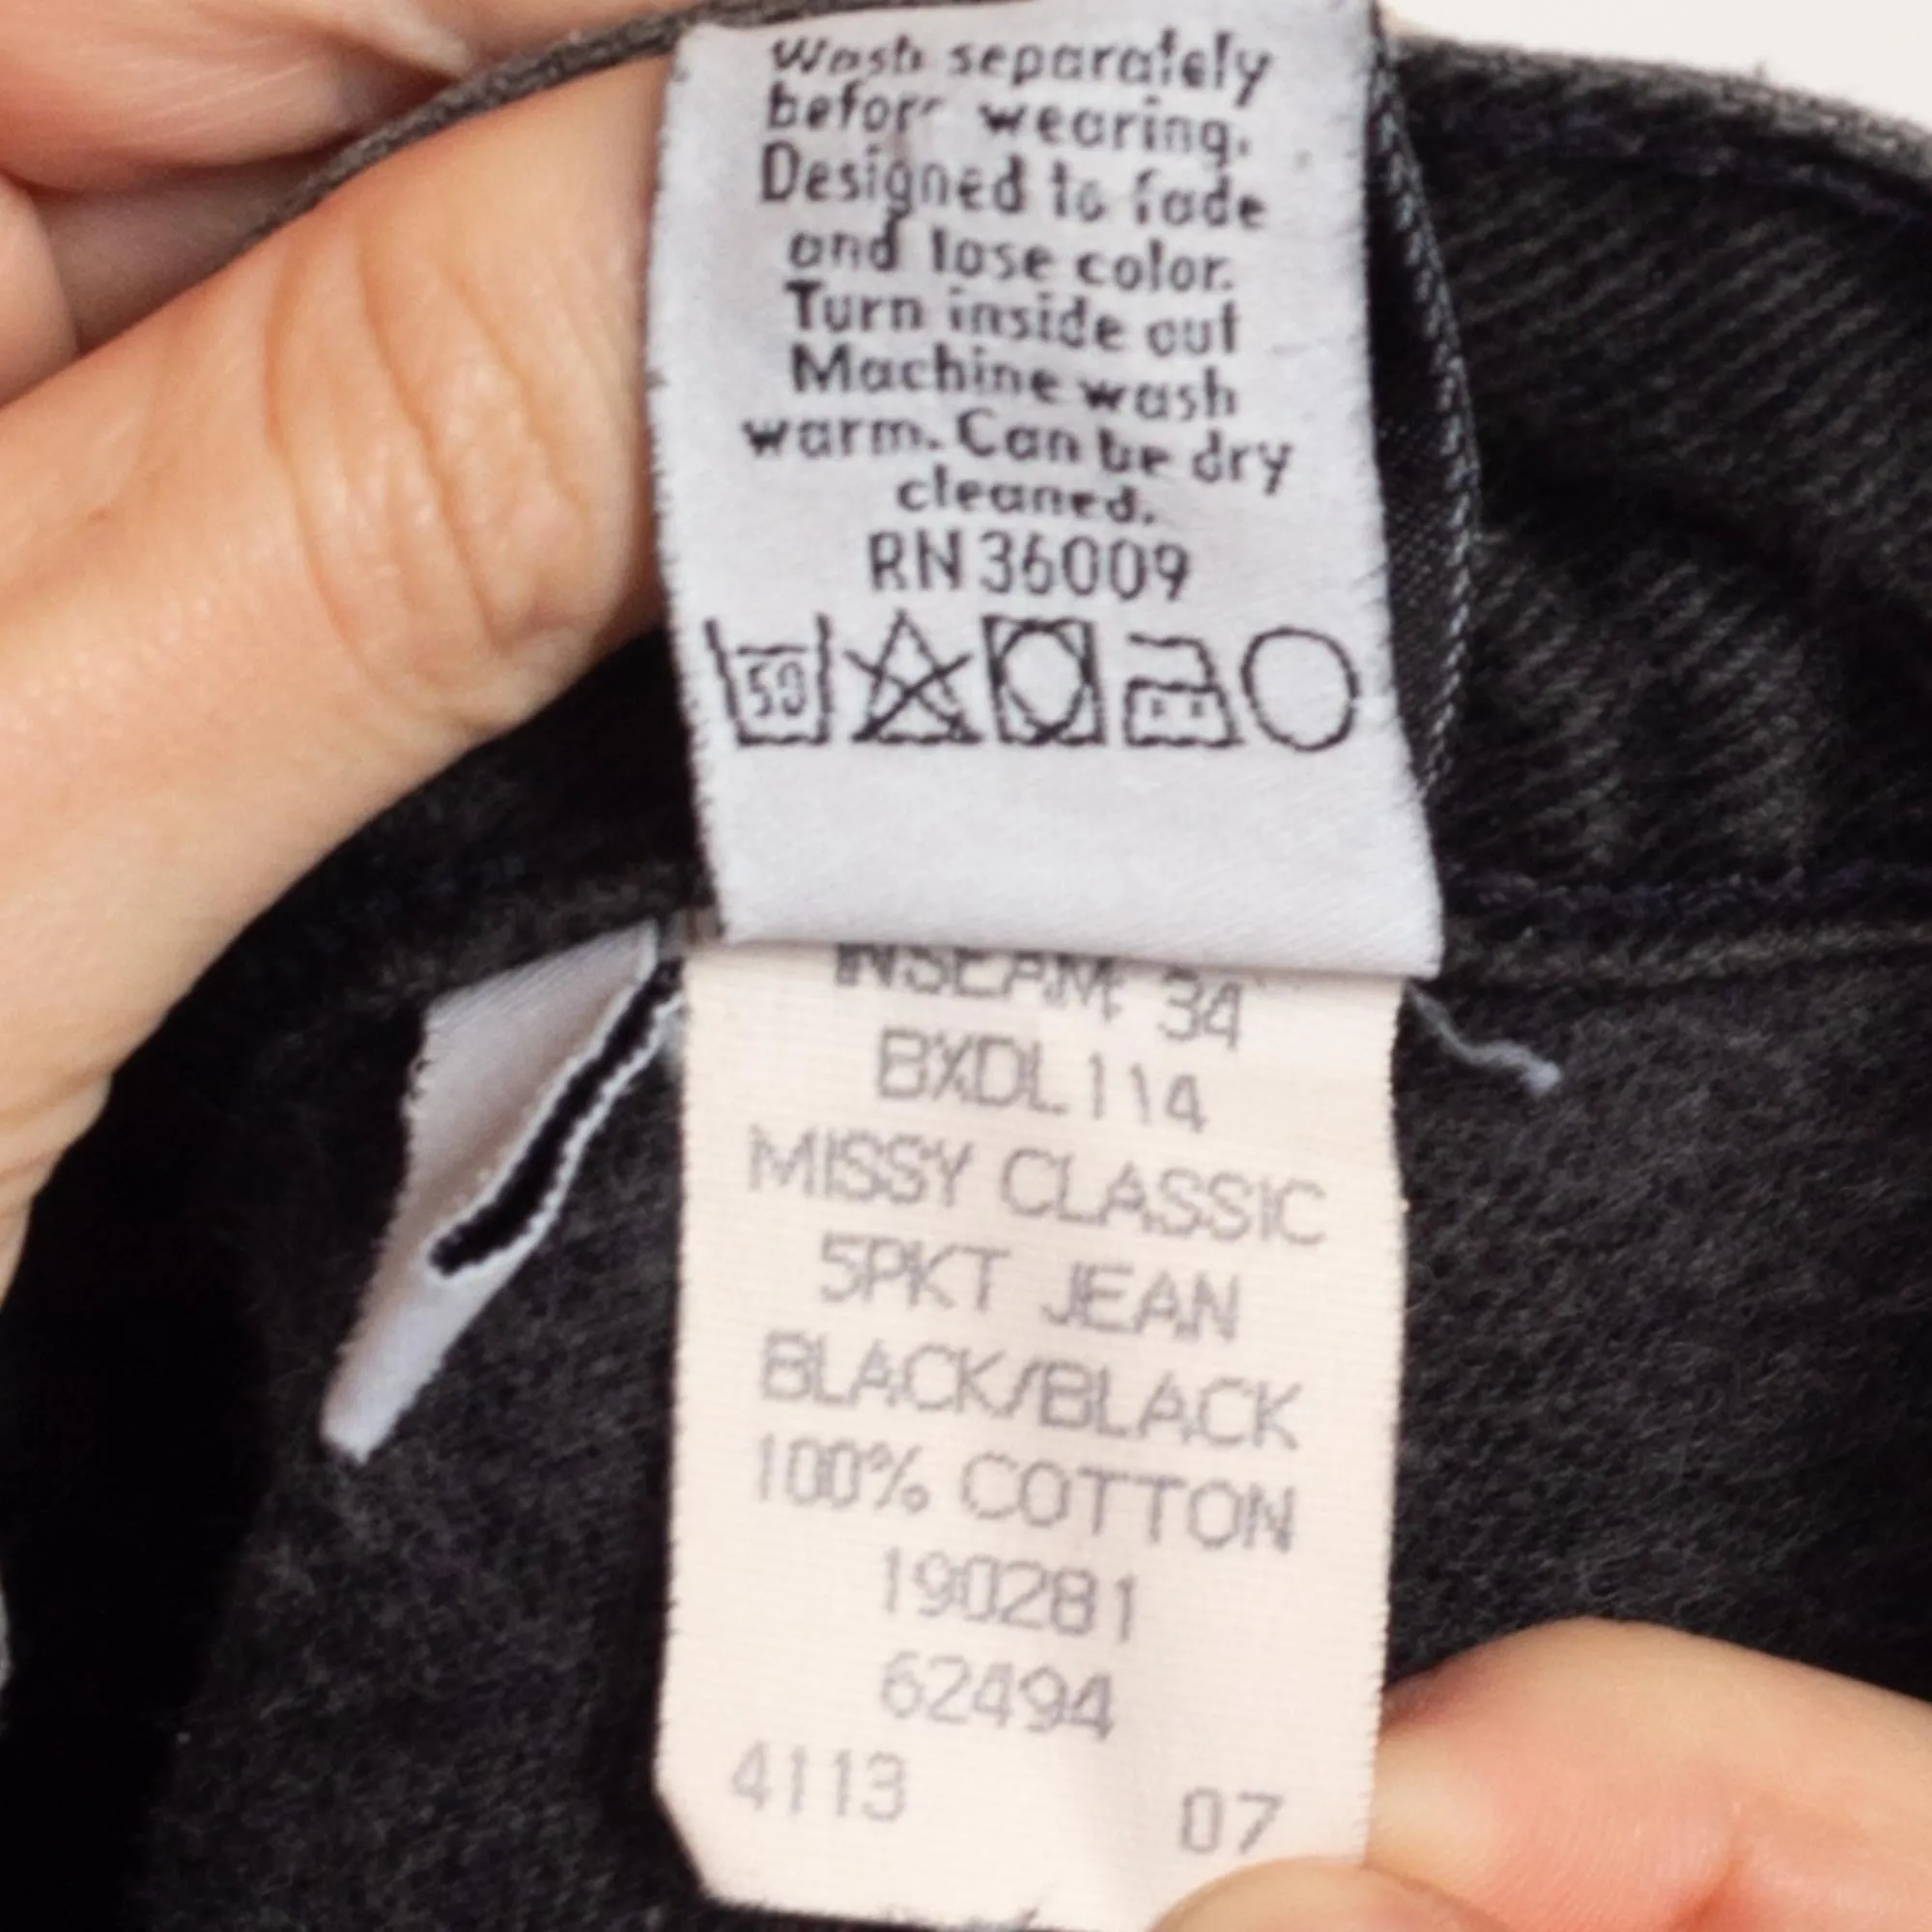 Wash separately
before wearing.
Designed to fade
and lose color.
Turn inside out
Machine wash
warm. Can be dry
cleaned.
RN 36009
50
INSEAM: 34
BXDL114
MISSY CLASSIC
5PKT JEAN
BLACK/BLACK
100% COTTON
190281
62494
4113 07